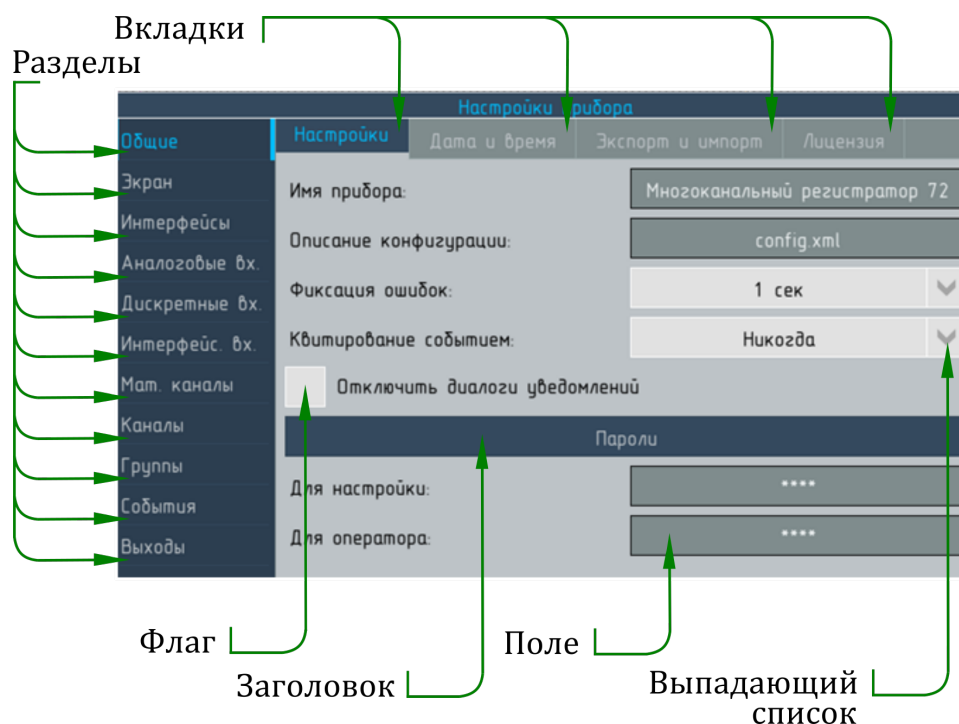 Вкладки
Разделы
Настройки прибора
Общие
Экран
Интерфейсы
Аналоговые вх.
Дискретные вх.
Интерфейс. вх.
Мат. каналы
Каналы
Группы
События
Выходы
Настройки Дата и время Экспорт и импорт Лицензия
Имя прибора: Многоканальный регистратор 72
Описание конфигурации: config.xml
Фиксация ошибок: 1 сек
Квитирование событием: Никогда
Отключить диалоги уведомлений
Пароли
Для настройки: ••••
Для оператора: ••••
Флаг
Поле
Заголовок
Выпадающий
список